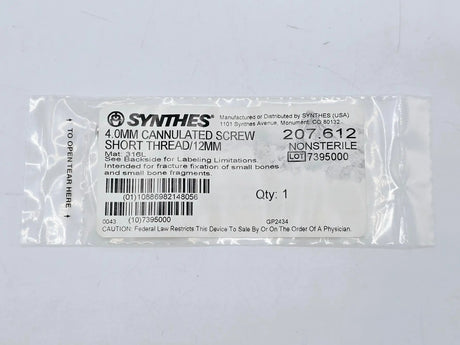 SYNTHES®
Manufactured or Distributed by SYNTHES (USA)
1101 Synthes Avenue, Monument, CO 80132
4.0MM CANNULATED SCREW
SHORT THREAD/12MM
207.612
NONSTERILE
Mat: 316L
LOT 7395000
See Backside for Labeling Limitations.
Intended for fracture fixation of small bones
and small bone fragments.
Qty: 1
(01)10886982148056
(10)7395000
0043
GP2434
CAUTION: Federal Law Restricts This Device To Sale By Or On The Order Of A Physician.
↑ TO OPEN TEAR HERE ↑